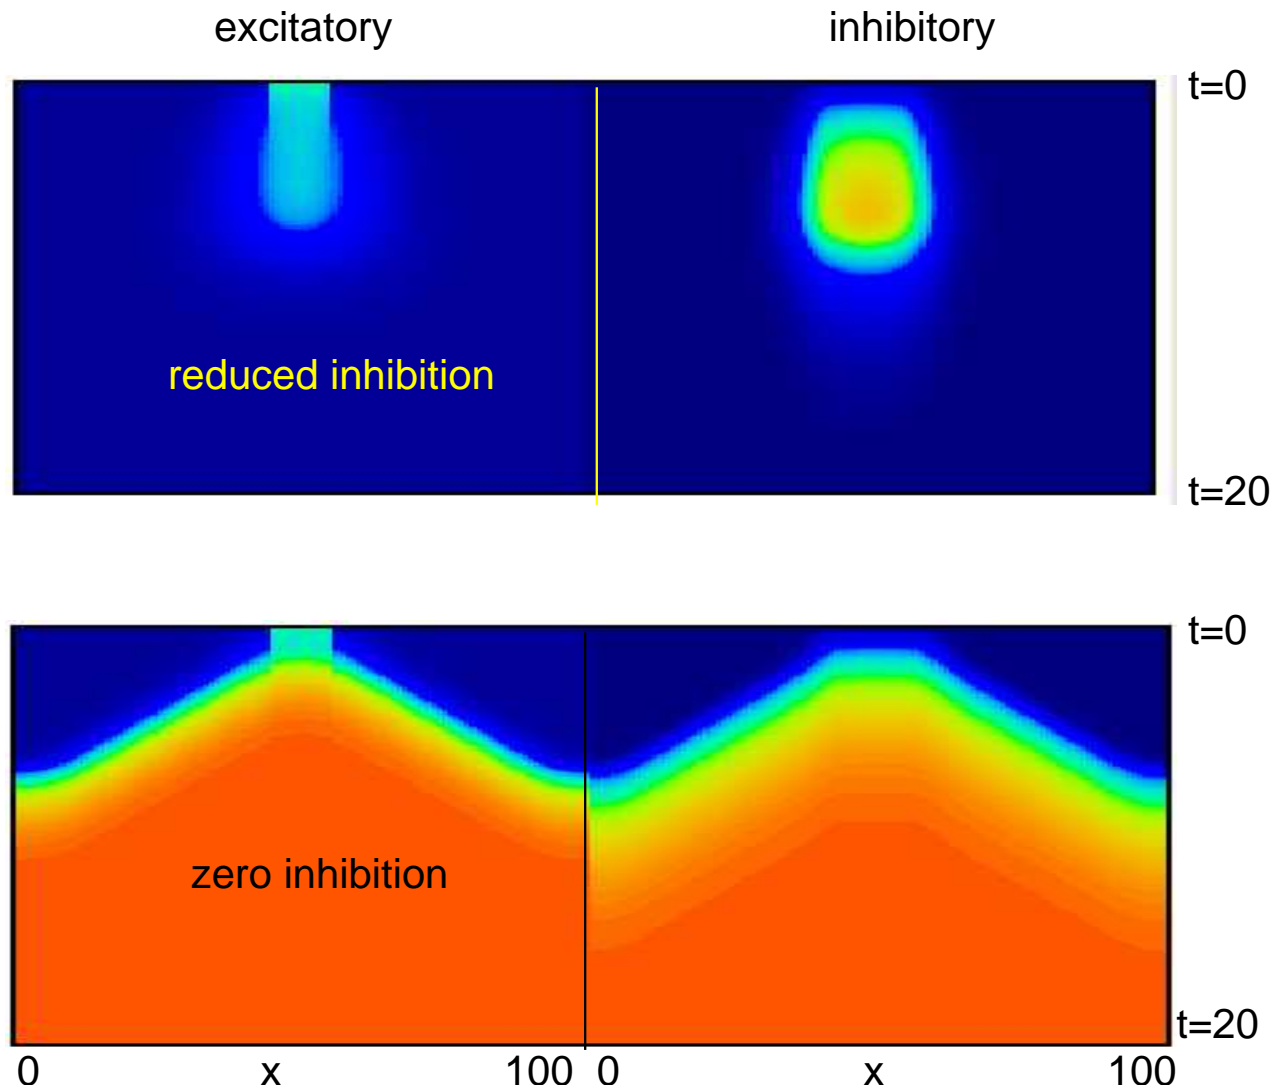 excitatory inhibitory
t=0
reduced inhibition
t=20
t=0
zero inhibition
t=20
0 x 100 0 x 100